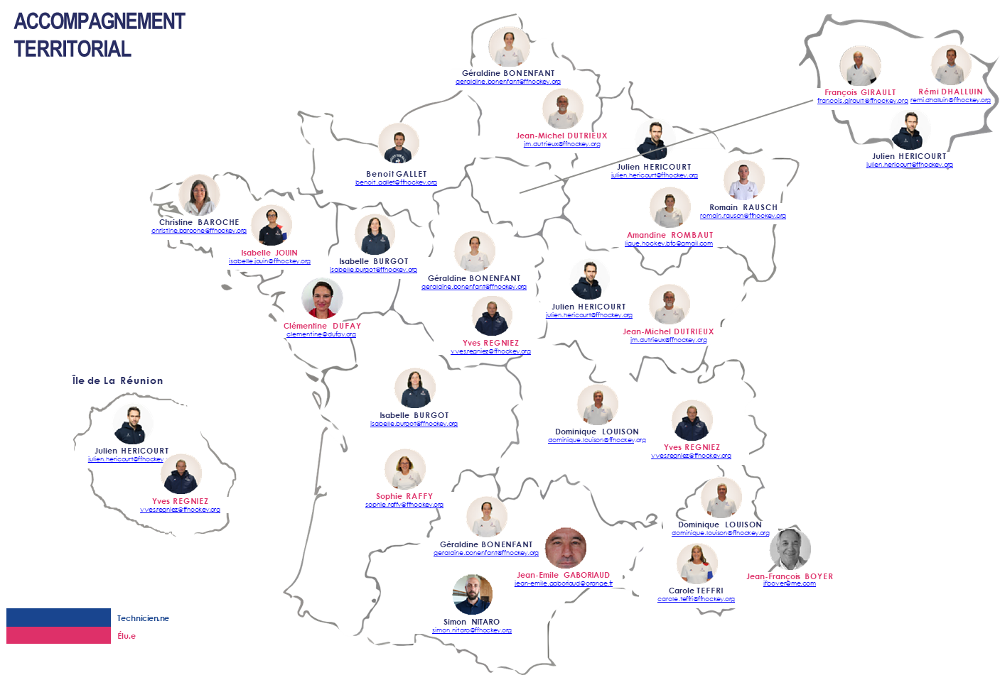 ACCOMPAGNEMENT
TERRITORIAL
Géraldine BONENFANT
geraldine.bonenfant@ffhockey.org
François GIRAULT
francois.girault@ffhockey.org
Rémi DHALLUIN
remi.dhalluin@ffhockey.org
Jean-Michel DUTRIEUX
jm.dutrieux@ffhockey.org
Julien HERICOURT
julien.hericourt@ffhockey.org
Julien HERICOURT
julien.hericourt@ffhockey.org
Benoit GALLET
benoit.gallet@ffhockey.org
Romain RAUSCH
romain.rausch@ffhockey.org
Christine BAROCHE
christine.baroche@ffhockey.org
Amandine ROMBAUT
ligue.hockey.bfc@gmail.com
Isabelle JOUIN
isabelle.jouin@ffhockey.org
Isabelle BURGOT
isabelle.burgot@ffhockey.org
Géraldine BONENFANT
geraldine.bonenfant@ffhockey.org
Julien HERICOURT
julien.hericourt@ffhockey.org
Clémentine DUFAY
clementine@dufay.org
Jean-Michel DUTRIEUX
jm.dutrieux@ffhockey.org
Yves REGNIEZ
yves.regniez@ffhockey.org
Île de La Réunion
Isabelle BURGOT
isabelle.burgot@ffhockey.org
Dominique LOUISON
dominique.louison@ffhockey.org
Yves REGNIEZ
yves.regniez@ffhockey.org
Julien HERICOURT
julien.hericourt@ffhockey.
Yves REGNIEZ
yves.regniez@ffhockey.org
Sophie RAFFY
sophie.raffy@ffhockey.org
Dominique LOUISON
dominique.louison@ffhockey.org
Géraldine BONENFANT
geraldine.bonenfant@ffhockey.org
Jean-Emile GABORIAUD
jean-emile.gaboriaud@orange.fr
Jean-François BOYER
jfboyer@me.com
Carole TEFFRI
carole.teffri@ffhockey.org
Simon NITARO
simon.nitaro@ffhockey.org
Technicien.ne
Élu.e